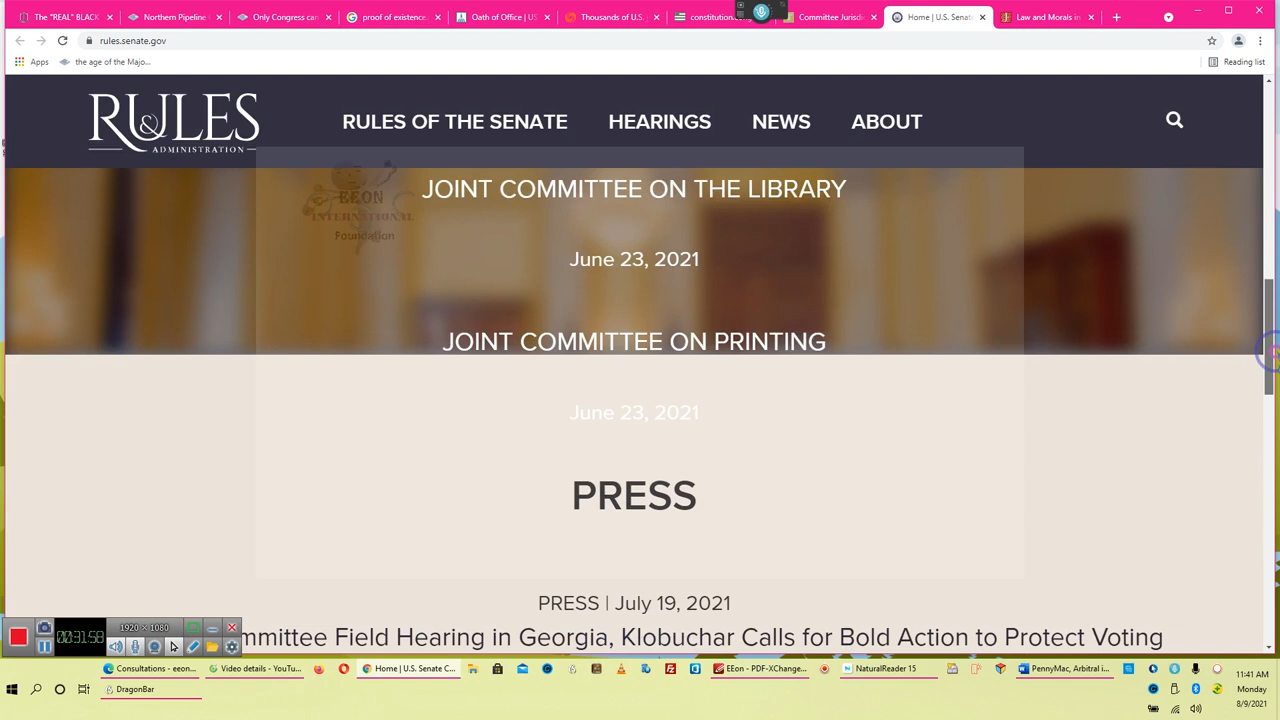 The "REAL" BLACK
Northern Pipeline
Only Congress can
proof of existence.
Oath of Office | US
Thousands of U.S.
constitution.
Committee Jurisdic
Home | U.S. Senate
Law and Morals in
rules.senate.gov
Apps
the age of the Majo...
Reading list
RULES
& ADMINISTRATION
RULES OF THE SENATE
HEARINGS
NEWS
ABOUT
EEON
INTERNATIONAL
Foundation
JOINT COMMITTEE ON THE LIBRARY
June 23, 2021
JOINT COMMITTEE ON PRINTING
June 23, 2021
PRESS
PRESS | July 19, 2021
mmittee Field Hearing in Georgia, Klobuchar Calls for Bold Action to Protect Voting
00:31:58
1920 × 1080
Consultations - eeon...
Video details - YouTu...
Home | U.S. Senate C...
EEon - PDF-XChange...
NaturalReader 15
PennyMac, Arbitral i...
DragonBar
11:41 AM
Monday
8/9/2021